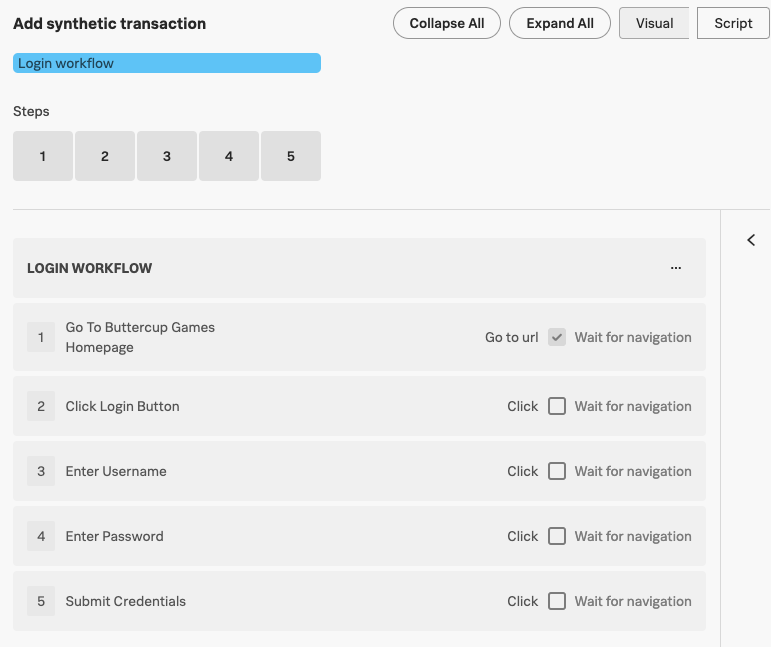 Add synthetic transaction
Collapse All
Expand All
Visual
Script
Login workflow
Steps
1 2 3 4 5
LOGIN WORKFLOW
...
1 Go To Buttercup Games
Homepage
Go to url Wait for navigation
2 Click Login Button Click Wait for navigation
3 Enter Username Click Wait for navigation
4 Enter Password Click Wait for navigation
5 Submit Credentials Click Wait for navigation